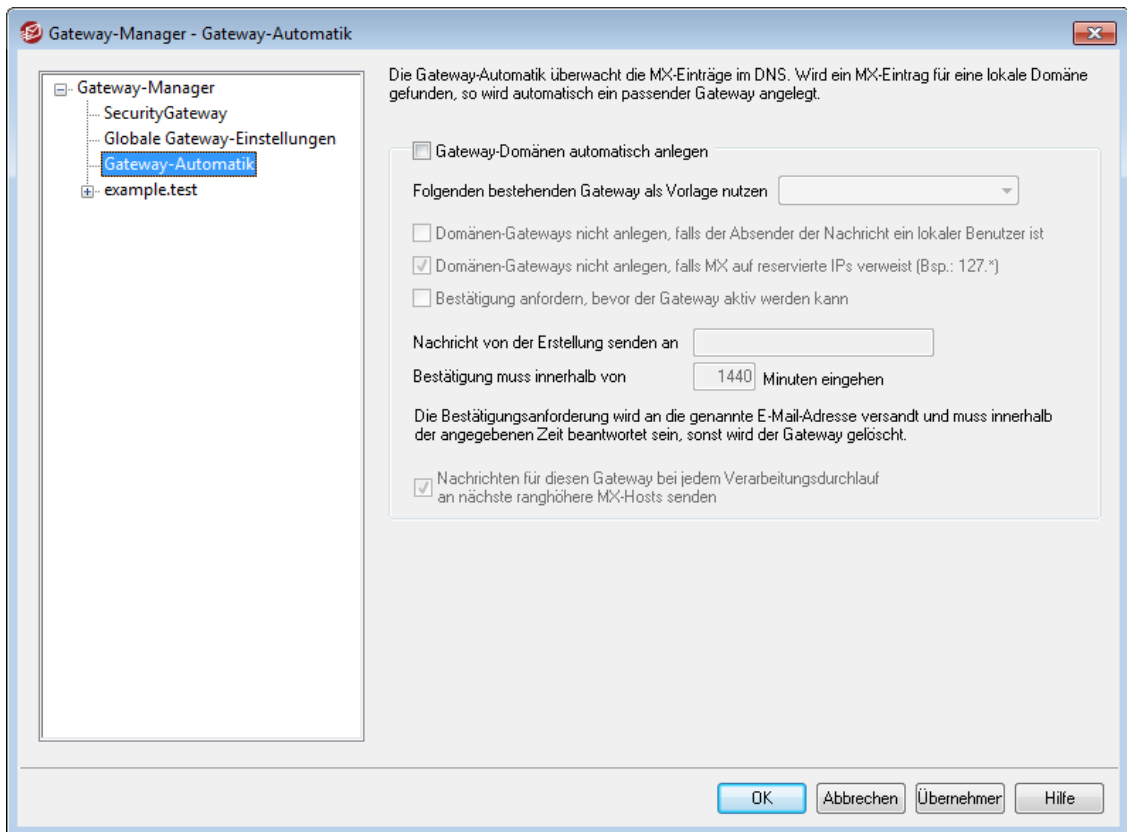 Gateway-Manager - Gateway-Automatik
Gateway-Manager
SecurityGateway
Globale Gateway-Einstellungen
Gateway-Automatik
example.test
Die Gateway-Automatik überwacht die MX-Einträge im DNS. Wird ein MX-Eintrag für eine lokale Domäne
gefunden, so wird automatisch ein passender Gateway angelegt.
Gateway-Domänen automatisch anlegen
Folgenden bestehenden Gateway als Vorlage nutzen
Domänen-Gateways nicht anlegen, falls der Absender der Nachricht ein lokaler Benutzer ist
Domänen-Gateways nicht anlegen, falls MX auf reservierte IPs verweist (Bsp.: 127.*)
Bestätigung anfordern, bevor der Gateway aktiv werden kann
Nachricht von der Erstellung senden an
Bestätigung muss innerhalb von 1440 Minuten eingehen
Die Bestätigungsanforderung wird an die genannte E-Mail-Adresse versandt und muss innerhalb
der angegebenen Zeit beantwortet sein, sonst wird der Gateway gelöscht.
Nachrichten für diesen Gateway bei jedem Verarbeitungsdurchlauf
an nächste ranghöhere MX-Hosts senden
OK Abbrechen Übernehmer Hilfe